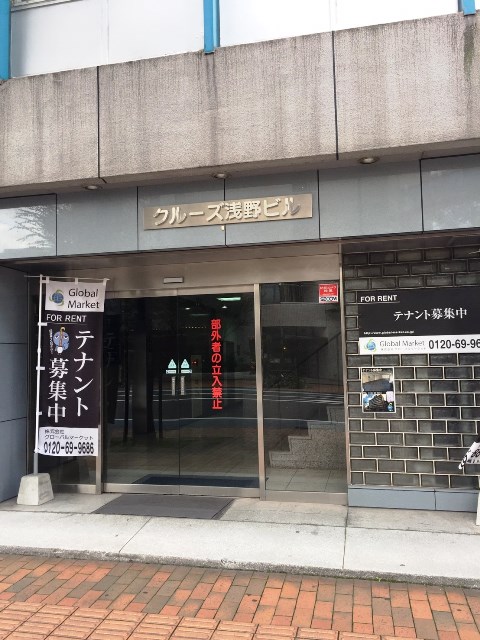 クルーズ浅野ビル
Global
Market
FOR RENT
テナント
募集中
株式会社
グローバルマーケット
0120-69-9686
部外者の立入禁止
SECOM
FOR RENT
テナント募集中
Global Market
0120-69-96